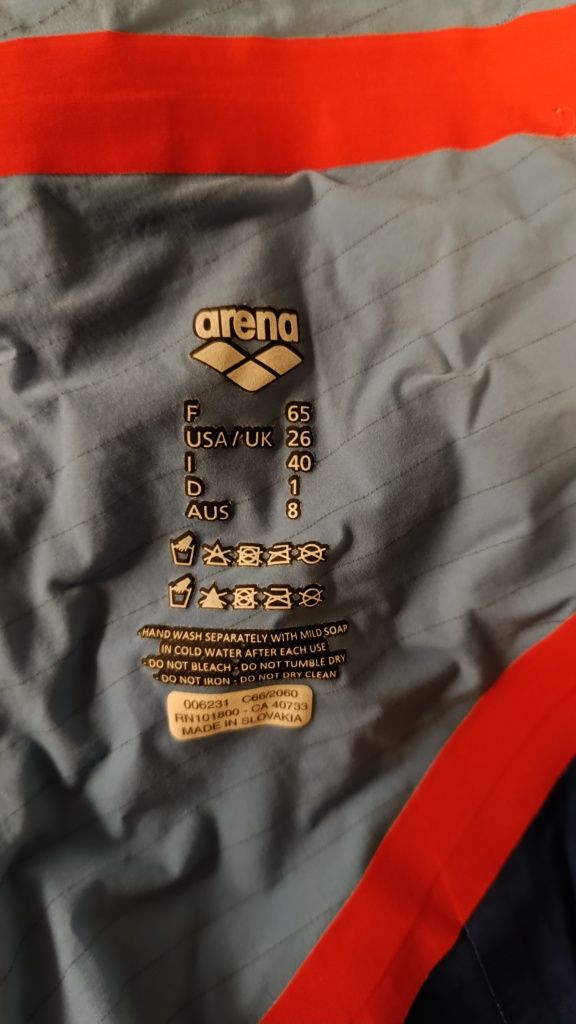 arena
F 65
USA/UK 26
I 40
D 1
AUS 8
HAND WASH SEPARATELY WITH MILD SOAP
IN COLD WATER AFTER EACH USE
- DO NOT BLEACH - DO NOT TUMBLE DRY
- DO NOT IRON - DO NOT DRY CLEAN
006231 C66/2060
RN101800 - CA 40733
MADE IN SLOVAKIA